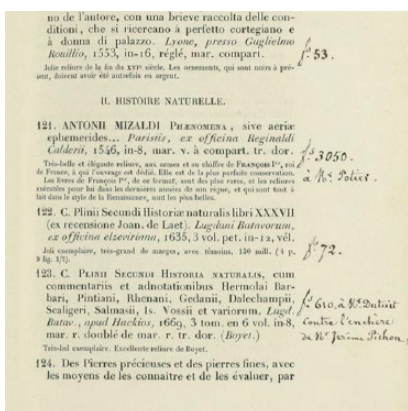 no de l'autore, con una brieve raccolta delle con-
ditioni, che si ricercano à perfetto cortegiano e
à donna di palazzo. Lyone, presso Guglielmo
Rouillio, 1553, in-16, réglé, mar. compart.
fr. 53.
Jolie reliure de la fin du XVIe siècle. Les ornements, qui sont noirs à pré-
sent, doivent avoir été autrefois en argent.
II. HISTOIRE NATURELLE.
121. ANTONII MIZALDI PHÆNOMENA, sive aeriæ
ephemerides... Parisiis, ex officina Reginaldi
Calderii, 1546, in-8, mar. v. à compart. tr. dor.
Très-belle et élégante reliure, aux armes et au chiffre de FRANÇOIS Ier, roi
de France, à qui l'ouvrage est dédié. Elle est de la plus parfaite conservation.
Les livres de François Ier, de ce format, sont des plus rares, et les reliures
exécutées pour lui dans les dernières années de son règne, et qui sont tout à
fait dans le style de la Renaissance, sont les plus belles.
fr. 3050.
à Mr. Potier.
122. C. Plinii Secundi Historiæ naturalis libri XXXVII
(ex recensione Joan. de Laet). Lugduni Batavorum,
ex officina elzeviriana, 1635, 3 vol. pet. in-12, vél.
Joli exemplaire, très-grand de marges, avec témoins. 130 mill. (4 p.
9 lig. 1/2).
fr. 72.
123. C. PLINII SECUNDI HISTORIA NATURALIS, cum
commentariis et adnotationibus Hermolai Bar-
bari, Pintiani, Rhenani, Gelenii, Dalechampii,
Scaligeri, Salmasii, Is. Vossii et variorum. Lugd.
Batav., apud Hackios, 1669, 3 tom. en 6 vol. in-8,
mar. r. doublé de mar. r. tr. dor. (Boyet.)
Très-bel exemplaire. Excellente reliure de Boyet.
fr. 610. à Mr. Dutuit
contre l'enchère
de Mr. Jérôme Pichon
124. Des Pierres précieuses et des pierres fines, avec
les moyens de les connaître et de les évaluer, par